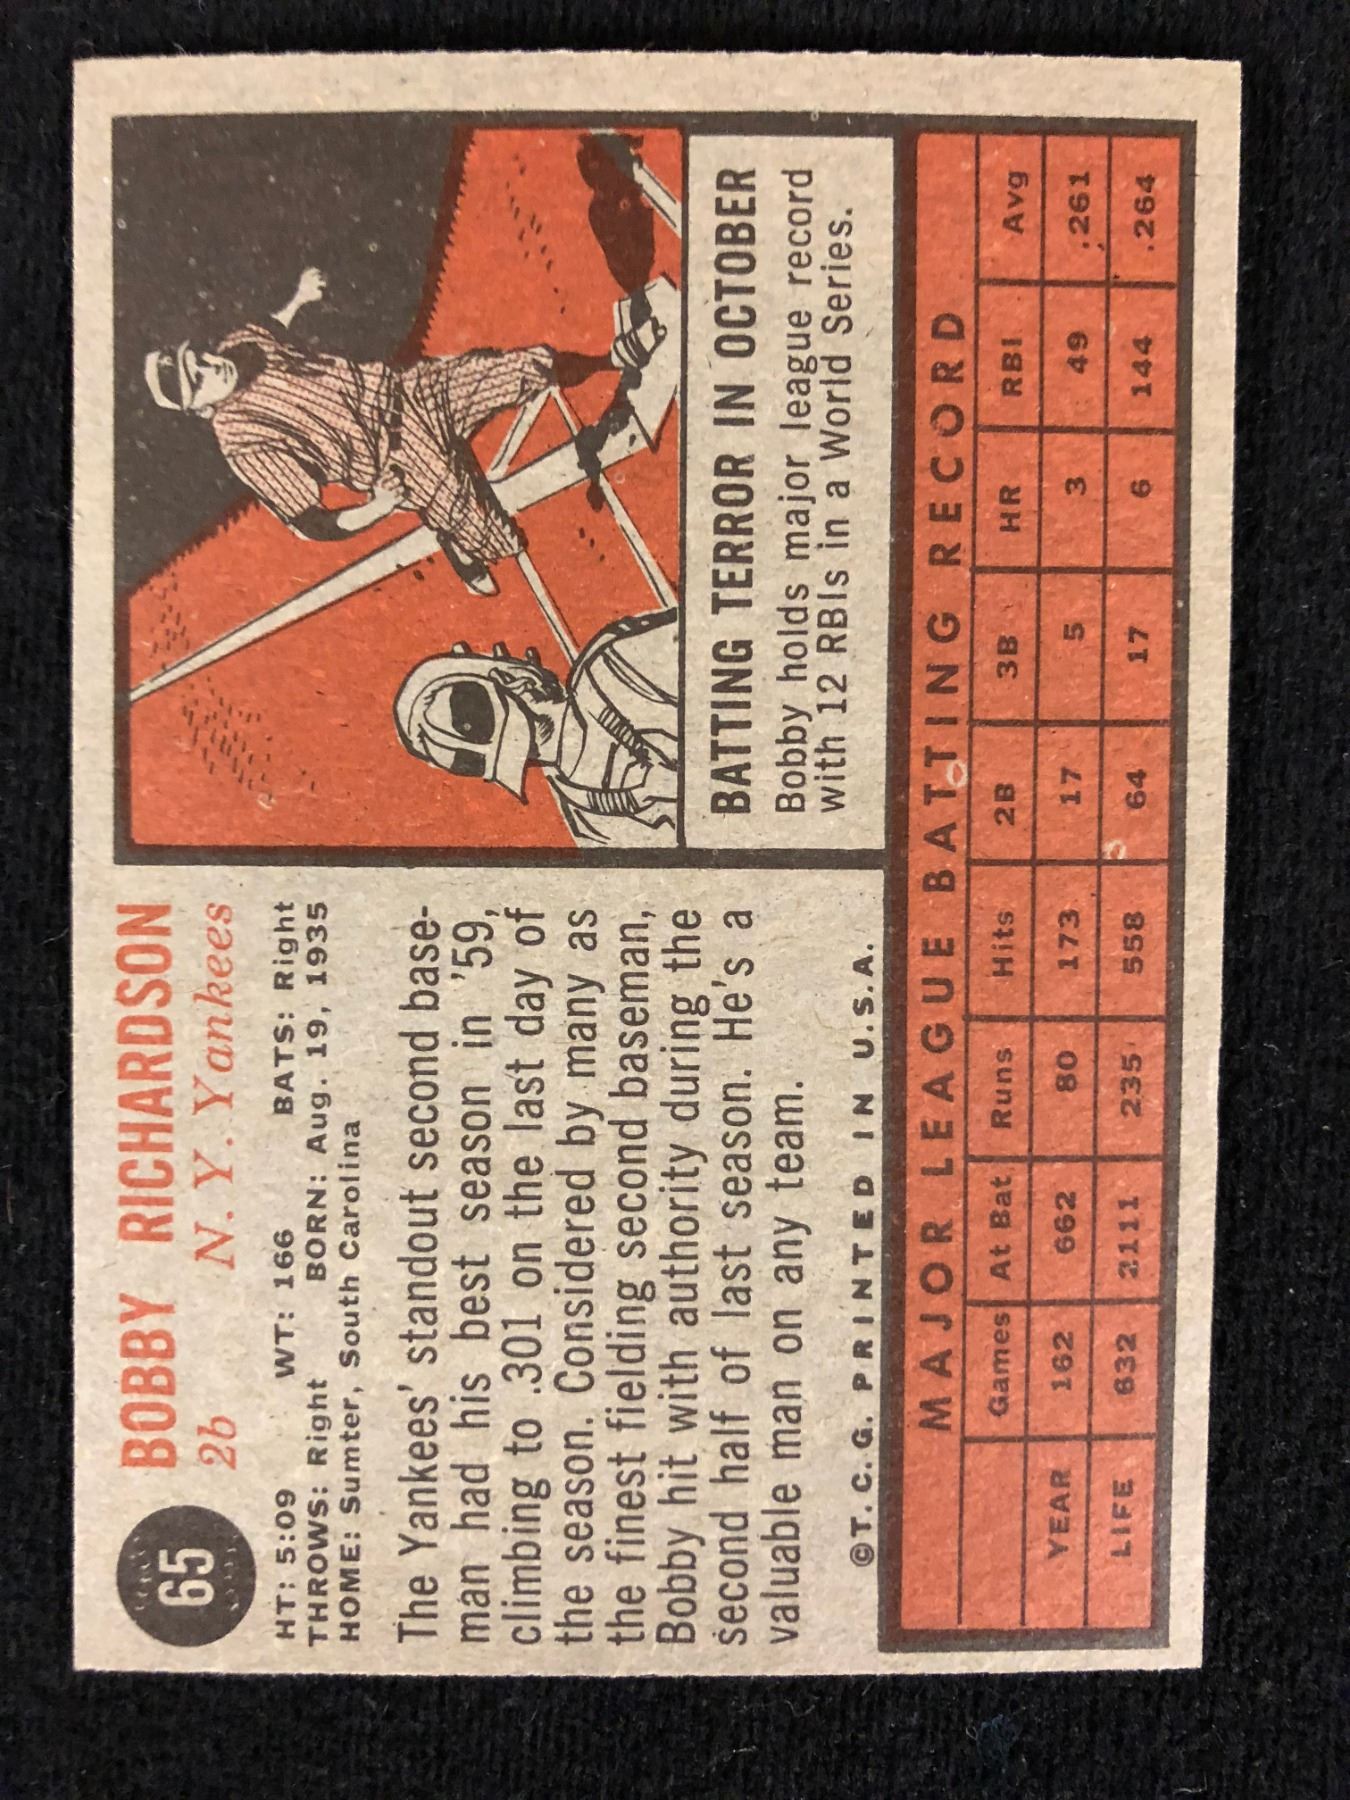 65
BOBBY RICHARDSON
2b N. Y. Yankees
HT: 5:09 WT: 166 BATS: Right
THROWS: Right BORN: Aug. 19, 1935
HOME: Sumter, South Carolina
The Yankees' standout second base-
man had his best season in '59,
climbing to .301 on the last day of
the season. Considered by many as
the finest fielding second baseman,
Bobby hit with authority during the
second half of last season. He's a
valuable man on any team.
©T. C. G. PRINTED IN U.S.A.
BATTING TERROR IN OCTOBER
Bobby holds major league record
with 12 RBIs in a World Series.
MAJOR LEAGUE BATTING RECORD
Games At Bat Runs Hits 2B 3B HR RBI Avg
YEAR 162 662 80 173 17 5 3 49 .261
LIFE 632 2111 235 558 64 17 6 144 .264